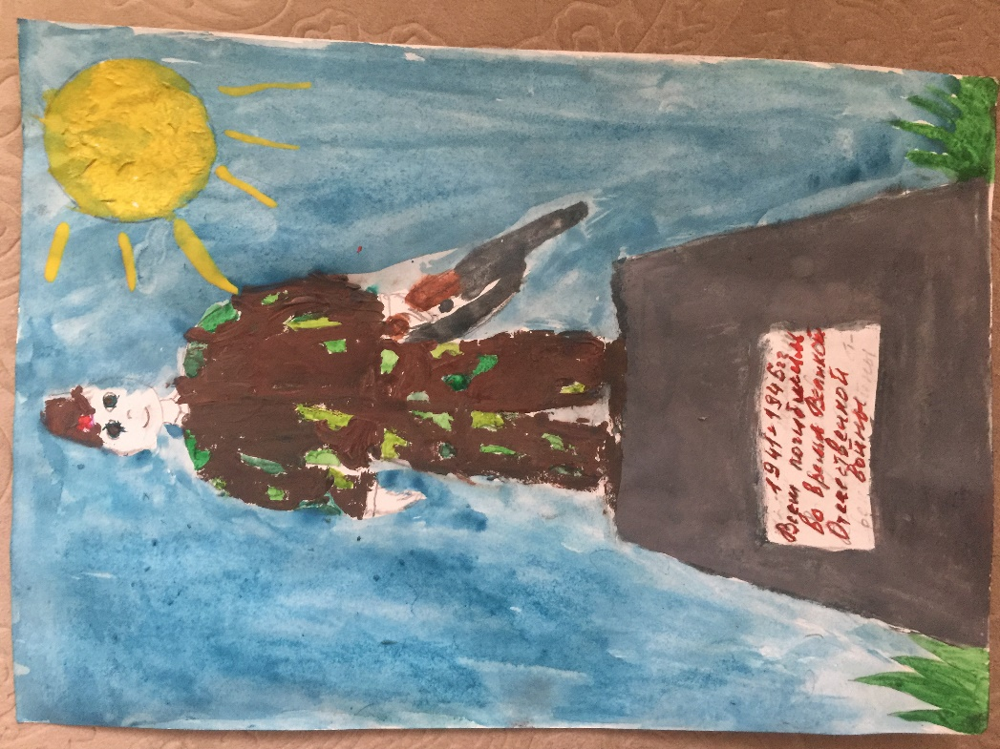 1941-1945гг
Всем погибшим
во время Великой
Отечественной
войны